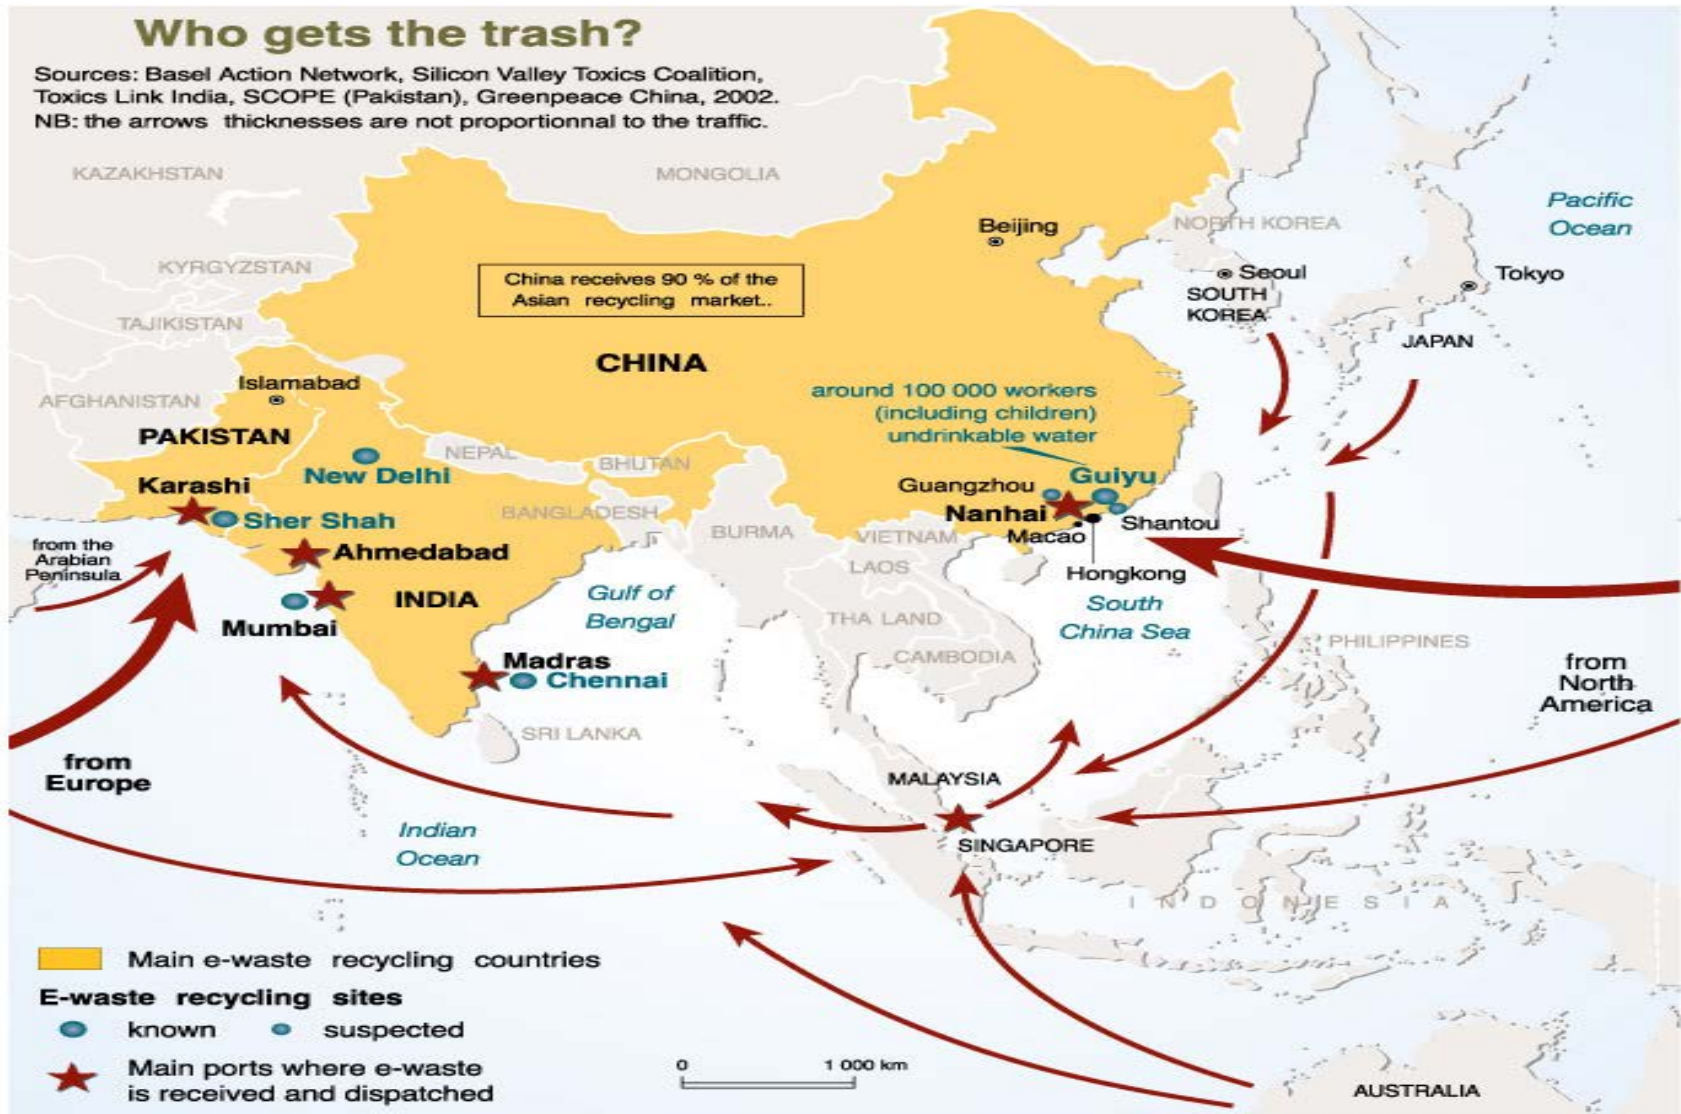 Who gets the trash?
Sources: Basel Action Network, Silicon Valley Toxics Coalition,
Toxics Link India, SCOPE (Pakistan), Greenpeace China, 2002.
NB: the arrows thicknesses are not proportionnal to the traffic.
KAZAKHSTAN
MONGOLIA
Pacific
Ocean
Beijing
NORTH KOREA
KYRGYZSTAN
China receives 90 % of the
Asian recycling market..
Seoul
SOUTH
KOREA
Tokyo
TAJIKISTAN
JAPAN
CHINA
Islamabad
AFGHANISTAN
around 100 000 workers
(including children)
undrinkable water
PAKISTAN
NEPAL
BHUTAN
New Delhi
Karashi
Guangzhou
Guiyu
Sher Shah
BANGLADESH
Nanhai
Shantou
BURMA
VIETNAM
Macao
from the
Arabian
Peninsula
Ahmedabad
LAOS
Hongkong
INDIA
Gulf of
Bengal
South
China Sea
Mumbai
THA LAND
PHILIPPINES
CAMBODIA
Madras
Chennai
from
North
America
SRI LANKA
from
Europe
MALAYSIA
Indian
Ocean
SINGAPORE
INDONESIA
Main e-waste recycling countries
E-waste recycling sites
known suspected
Main ports where e-waste
is received and dispatched
0 1 000 km
AUSTRALIA